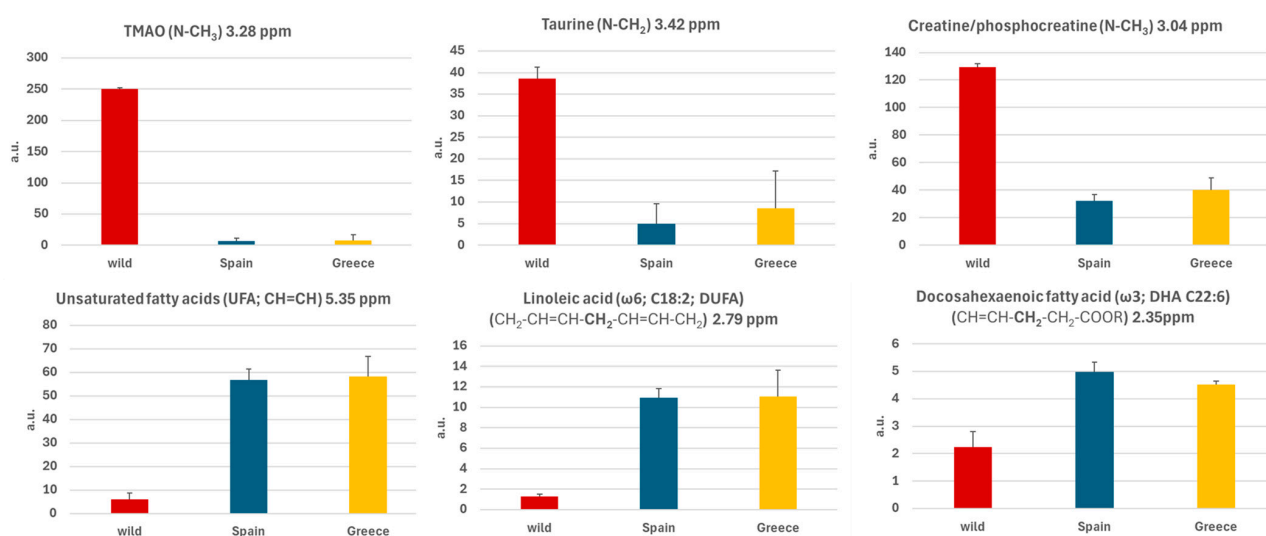 TMAO (N-CH₃) 3.28 ppm
300
250
200
150
100
50
0
a.u.
wild Spain Greece
Taurine (N-CH₂) 3.42 ppm
45
40
35
30
25
20
15
10
5
0
a.u.
wild Spain Greece
Creatine/phosphocreatine (N-CH₃) 3.04 ppm
140
120
100
80
60
40
20
0
a.u.
wild Spain Greece
Unsaturated fatty acids (UFA; CH=CH) 5.35 ppm
80
70
60
50
40
30
20
10
0
a.u.
wild Spain Greece
Linoleic acid (ω6; C18:2; DUFA)
(CH₂-CH=CH-CH₂-CH=CH-CH₂) 2.79 ppm
16
14
12
10
8
6
4
2
0
a.u.
wild Spain Greece
Docosahexaenoic fatty acid (ω3; DHA C22:6)
(CH=CH-CH₂-CH₂-COOR) 2.35ppm
6
5
4
3
2
1
0
a.u.
wild Spain Greece